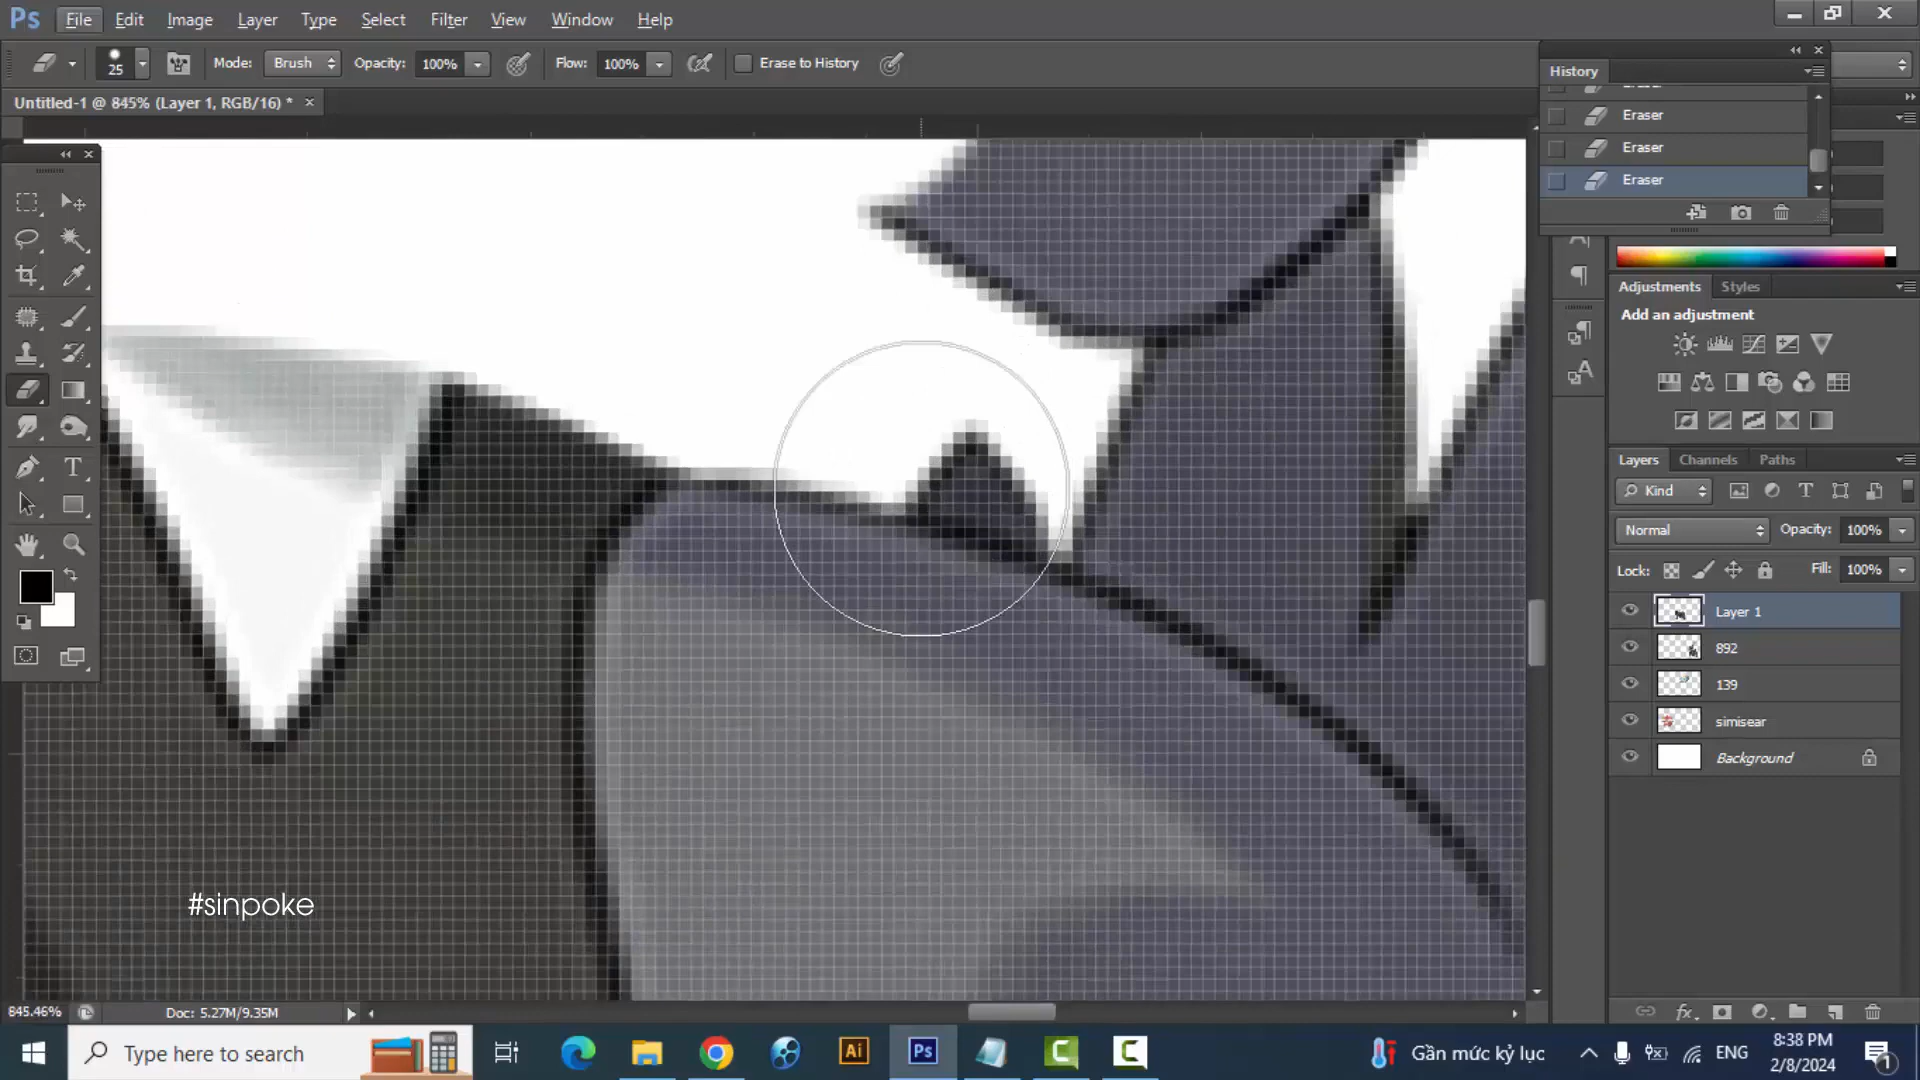 Ps File Edit Image Layer Type Select Filter View Window Help
25 Mode: Brush Opacity: 100% Flow: 100% Erase to History
Untitled-1 @ 845% (Layer 1, RGB/16) *
History
Eraser
Eraser
Eraser
Adjustments Styles
Add an adjustment
Layers Channels Paths
Kind
Normal Opacity: 100%
Lock: Fill: 100%
Layer 1
892
139
simisear
Background
#sinpoke
845.46% Doc: 5.27M/9.35M
Type here to search
Ai
Ps
Gần mức kỷ lục
ENG
8:38 PM
2/8/2024
1